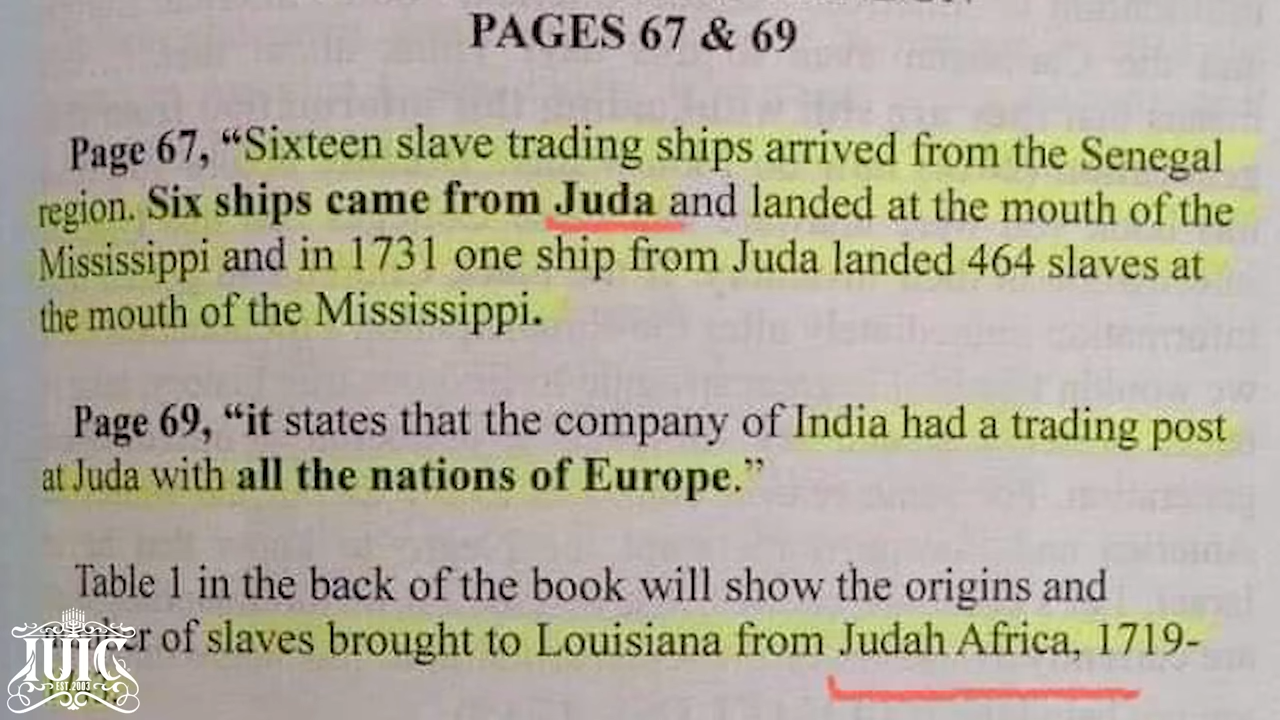 PAGES 67 & 69
Page 67, “Sixteen slave trading ships arrived from the Senegal
region. Six ships came from Juda and landed at the mouth of the
Mississippi and in 1731 one ship from Juda landed 464 slaves at
the mouth of the Mississippi.
Page 69, “it states that the company of India had a trading post
at Juda with all the nations of Europe.”
Table 1 in the back of the book will show the origins and
of slaves brought to Louisiana from Judah Africa, 1719-
IUIC
EST.2003